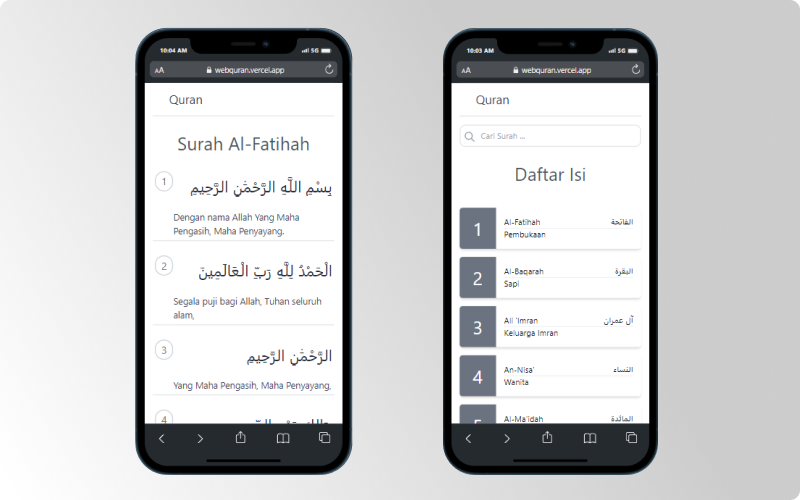 10:04 AM 5G
AA webquran.vercel.app
Quran
Surah Al-Fatihah
1
بِسْمِ اللَّهِ الرَّحْمَٰنِ الرَّحِيمِ
Dengan nama Allah Yang Maha
Pengasih, Maha Penyayang.
2
الْحَمْدُ لِلَّهِ رَبِّ الْعَالَمِينَ
Segala puji bagi Allah, Tuhan seluruh
alam,
3
الرَّحْمَٰنِ الرَّحِيمِ
Yang Maha Pengasih, Maha Penyayang,
4
10:03 AM 5G
AA webquran.vercel.app
Quran
Cari Surah ...
Daftar Isi
1
Al-Fatihah الفاتحة
Pembukaan
2
Al-Baqarah البقرة
Sapi
3
Ali 'Imran آل عمران
Keluarga Imran
4
An-Nisa' النساء
Wanita
5
Al-Ma'idah المائدة